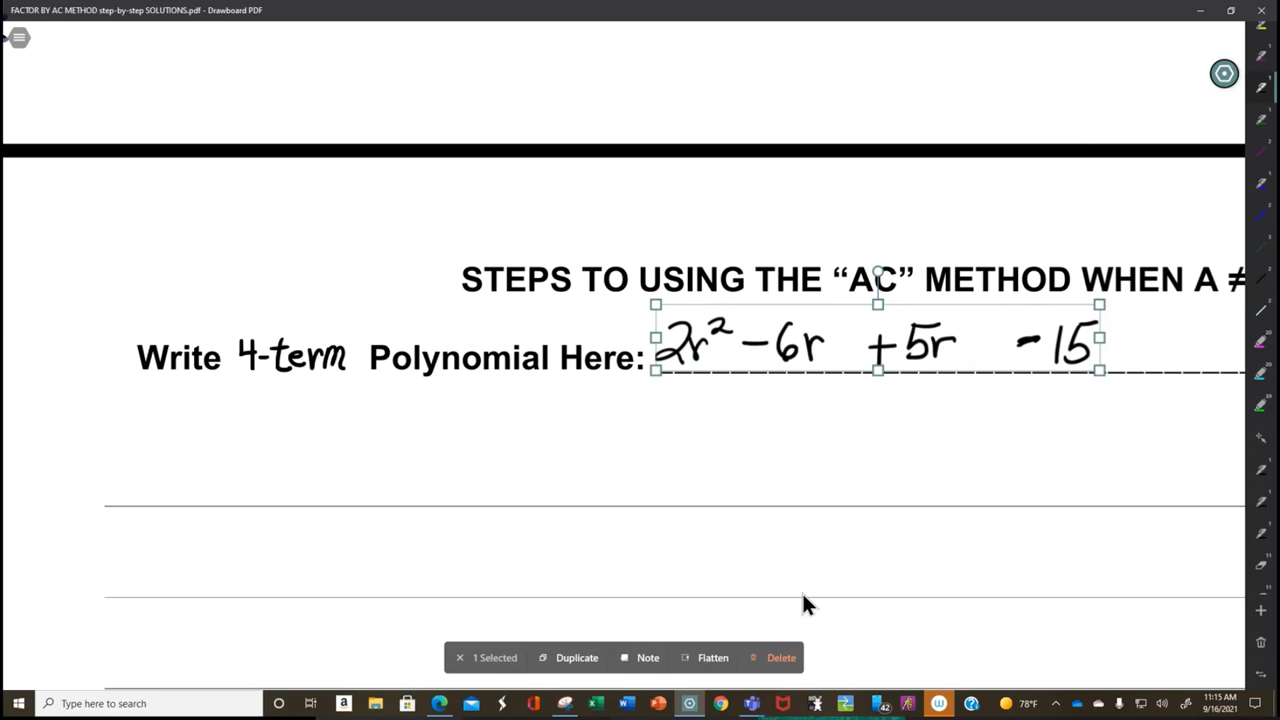 FACTOR BY AC METHOD step-by-step SOLUTIONS.pdf - Drawboard PDF
STEPS TO USING THE “AC” METHOD WHEN A ≠
Write 4-term Polynomial Here: 2r² - 6r + 5r - 15
1 Selected Duplicate Note Flatten Delete
Type here to search
42
78°F
11:15 AM
9/16/2021